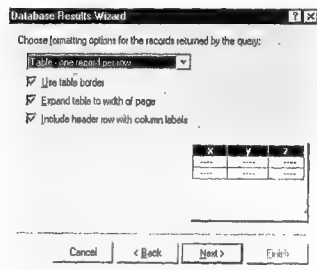 Database Results Wizard
Choose formatting options for the records returned by the query:
Table - one record per row
Use table border
Expand table to width of page
Include header row with column labels
x y z
---- ---- ----
---- ---- ----
Cancel < Back Next > Finish